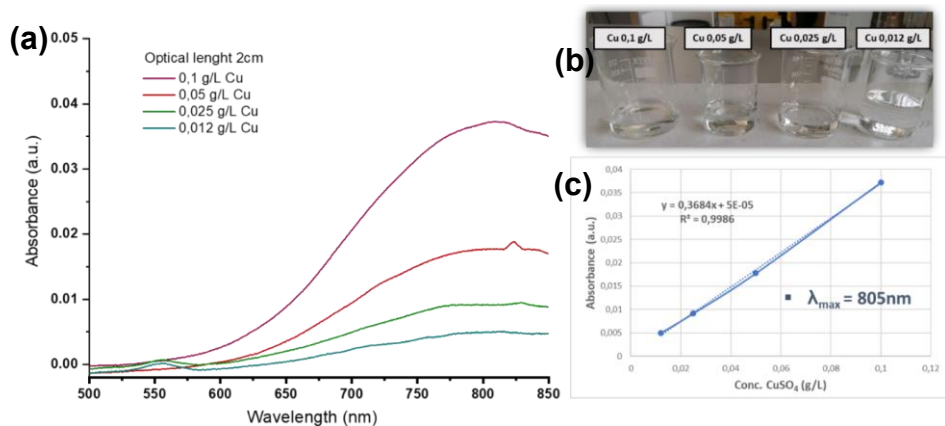 (a)
0.05
0.04
0.03
0.02
0.01
0.00
Absorbance (a.u.)
Optical lenght 2cm
0,1 g/L Cu
0,05 g/L Cu
0,025 g/L Cu
0,012 g/L Cu
500 550 600 650 700 750 800 850
Wavelength (nm)
(b)
Cu 0,1 g/L Cu 0,05 g/L Cu 0,025 g/L Cu 0,012 g/L
(c)
0,04
0,035
0,03
0,025
0,02
0,015
0,01
0,005
0
Absorbance (a.u.)
y = 0,3684x + 5E-05
R² = 0,9986
λmax = 805nm
0 0,02 0,04 0,06 0,08 0,1 0,12
Conc. CuSO₄ (g/L)